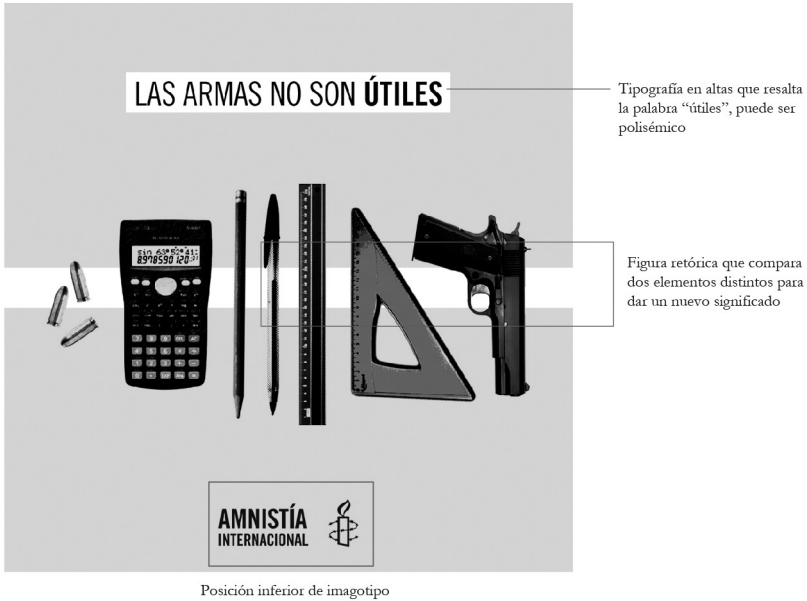 LAS ARMAS NO SON ÚTILES
Tipografía en altas que resalta
la palabra “útiles”, puede ser
polisémico
Figura retórica que compara
dos elementos distintos para
dar un nuevo significado
AMNISTÍA
INTERNACIONAL
Posición inferior de imagotipo